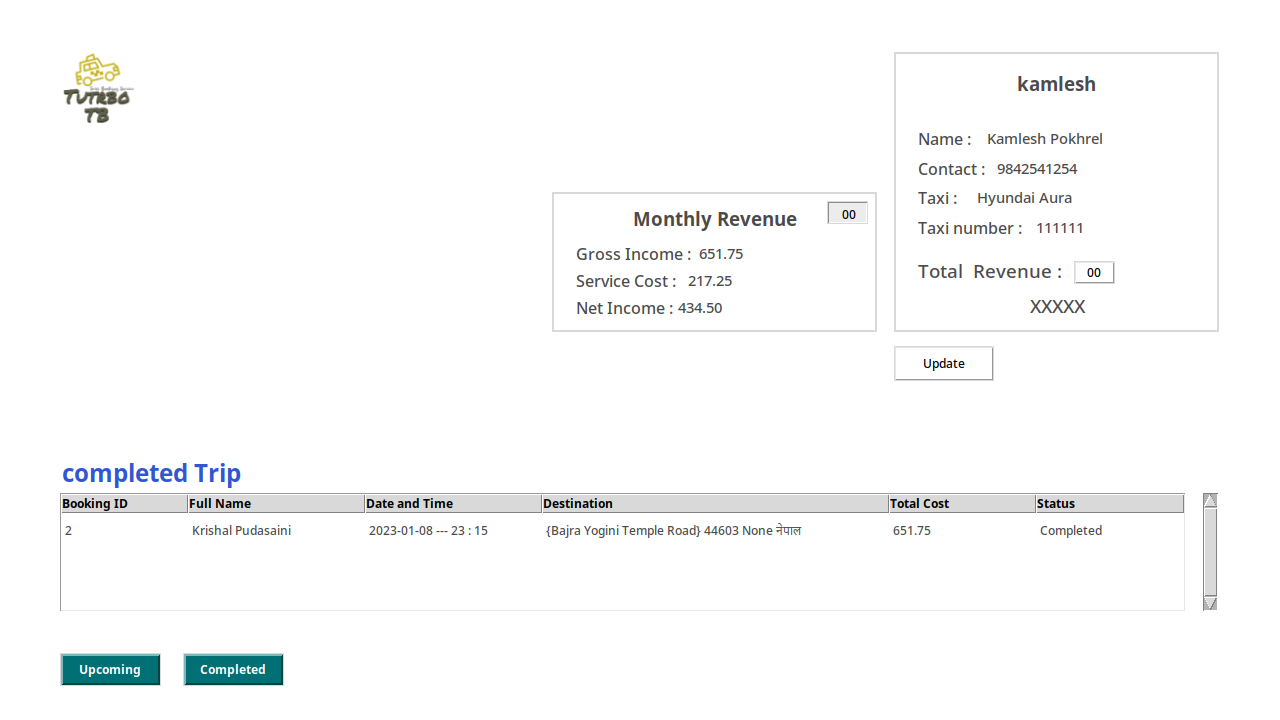 TUTRBO
TB
kamlesh
Name : Kamlesh Pokhrel
Contact : 9842541254
Taxi : Hyundai Aura
Taxi number : 111111
Total Revenue : 00
XXXXX
Update
Monthly Revenue 00
Gross Income : 651.75
Service Cost : 217.25
Net Income : 434.50
completed Trip
Booking ID Full Name Date and Time Destination Total Cost Status
2 Krishal Pudasaini 2023-01-08 --- 23 : 15 {Bajra Yogini Temple Road} 44603 None नेपाल 651.75 Completed
Upcoming Completed